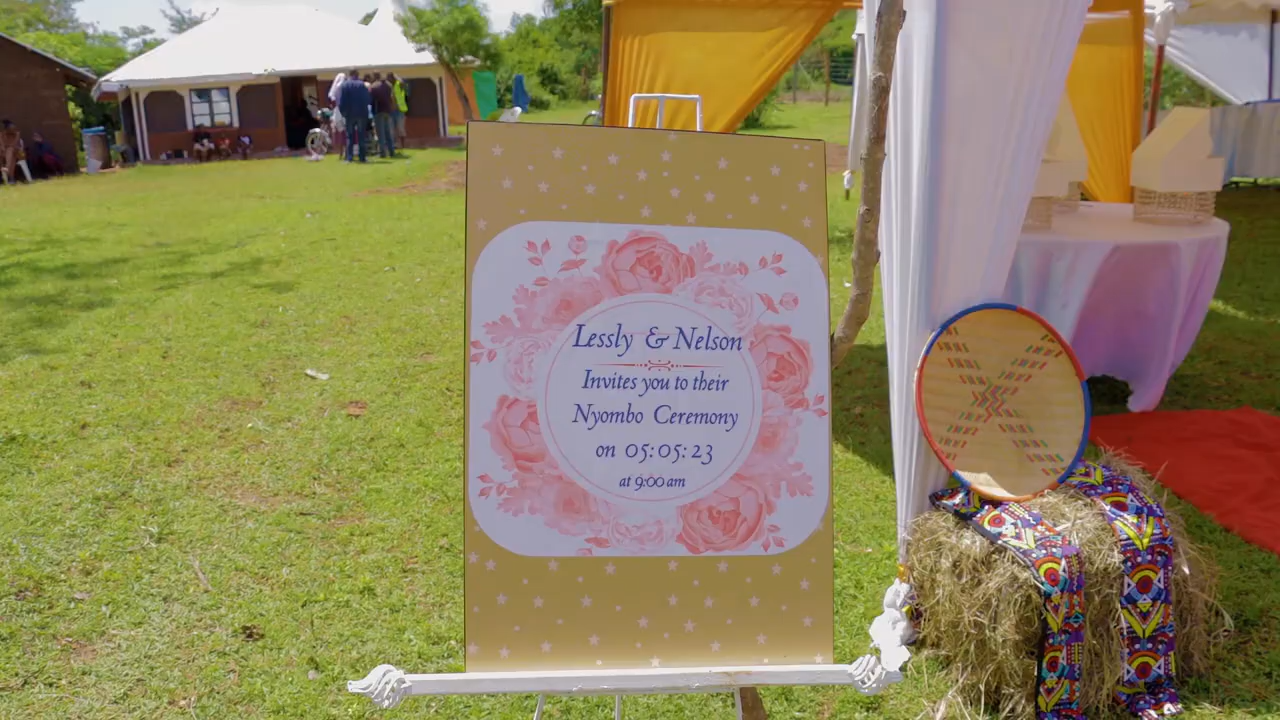 Lessly & Nelson
Invites you to their
Nyombo Ceremony
on 05:05:23
at 9:00 am